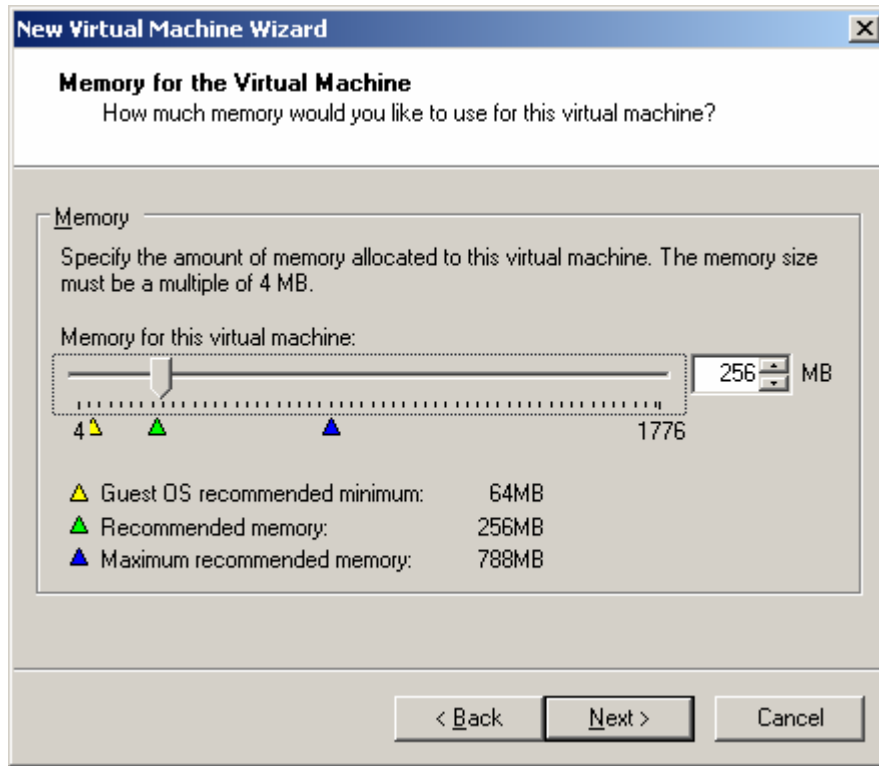 New Virtual Machine Wizard
Memory for the Virtual Machine
How much memory would you like to use for this virtual machine?
Memory
Specify the amount of memory allocated to this virtual machine. The memory size
must be a multiple of 4 MB.
Memory for this virtual machine:
256 MB
4 1776
Guest OS recommended minimum: 64MB
Recommended memory: 256MB
Maximum recommended memory: 788MB
< Back Next > Cancel